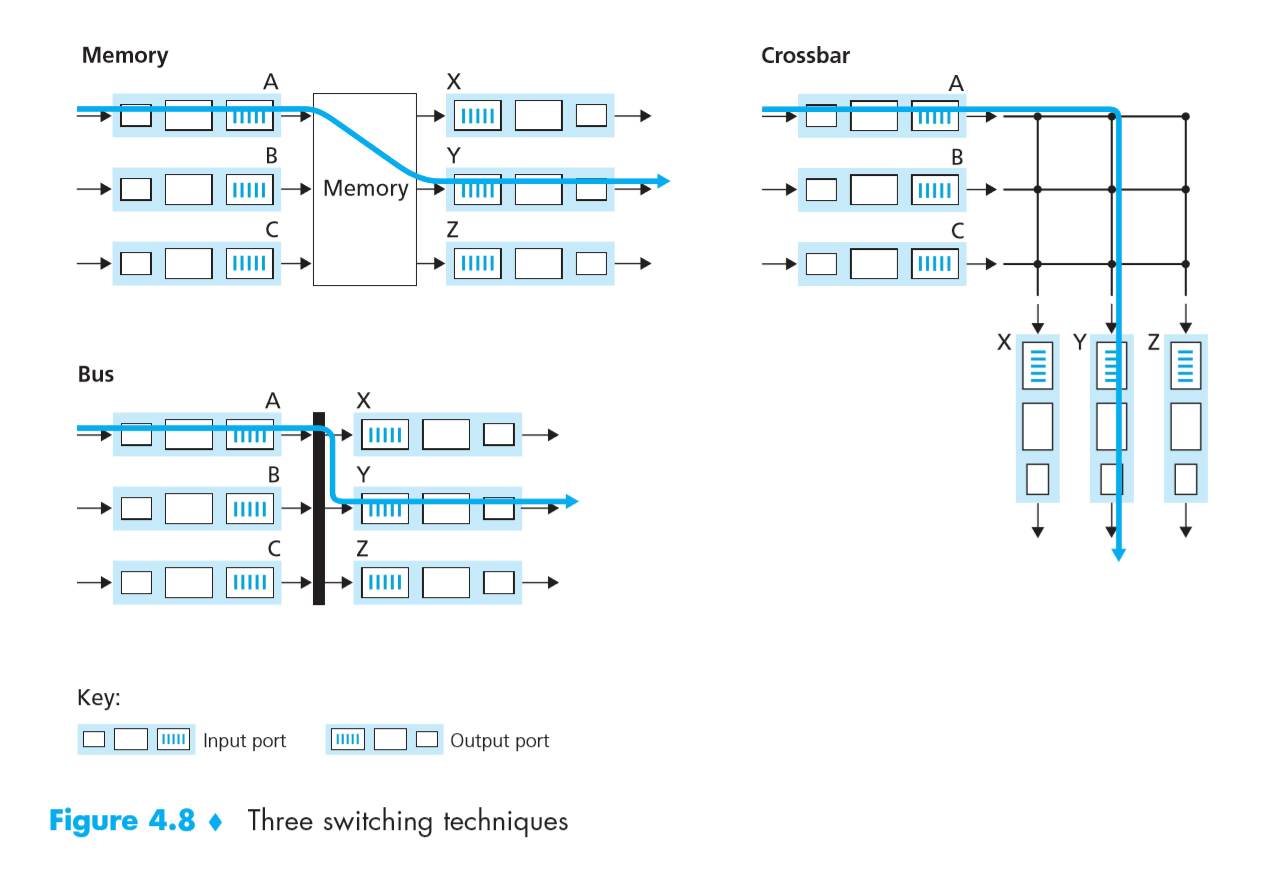 Memory
A
X
B
Y
Memory
C
Z
Crossbar
A
B
C
X
Y
Z
Bus
A
X
B
Y
C
Z
Key:
Input port
Output port
Figure 4.8 ♦ Three switching techniques